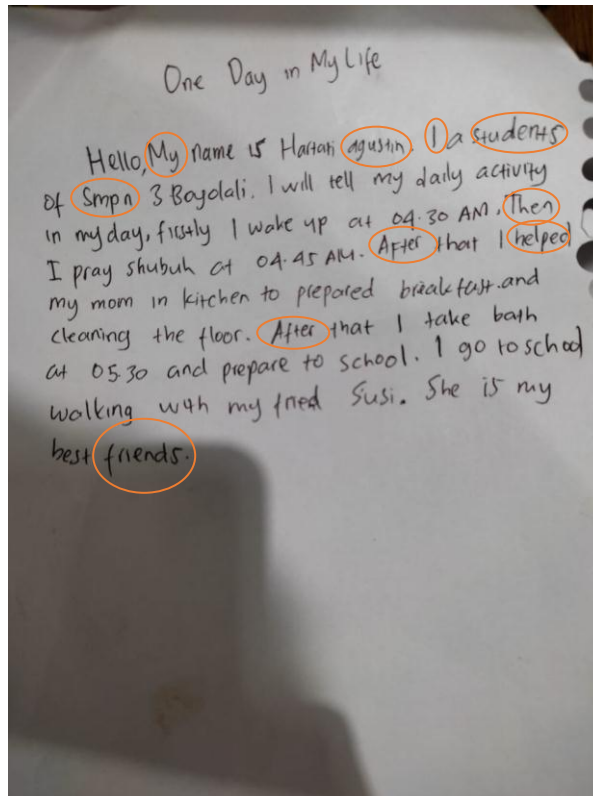 One Day in My Life
Hello, My name is Hartati agustin. I a students
of Smpn 3 Boyolali. I will tell my daily activity
in my day, firstly I wake up at 04.30 AM. Then
I pray shubuh at 04.45 AM. After that I helped
my mom in kitchen to prepared breakfast.and
cleaning the floor. After that I take bath
at 05.30 and prepare to school. I go to school
walking with my fried Susi. She is my
best friends.